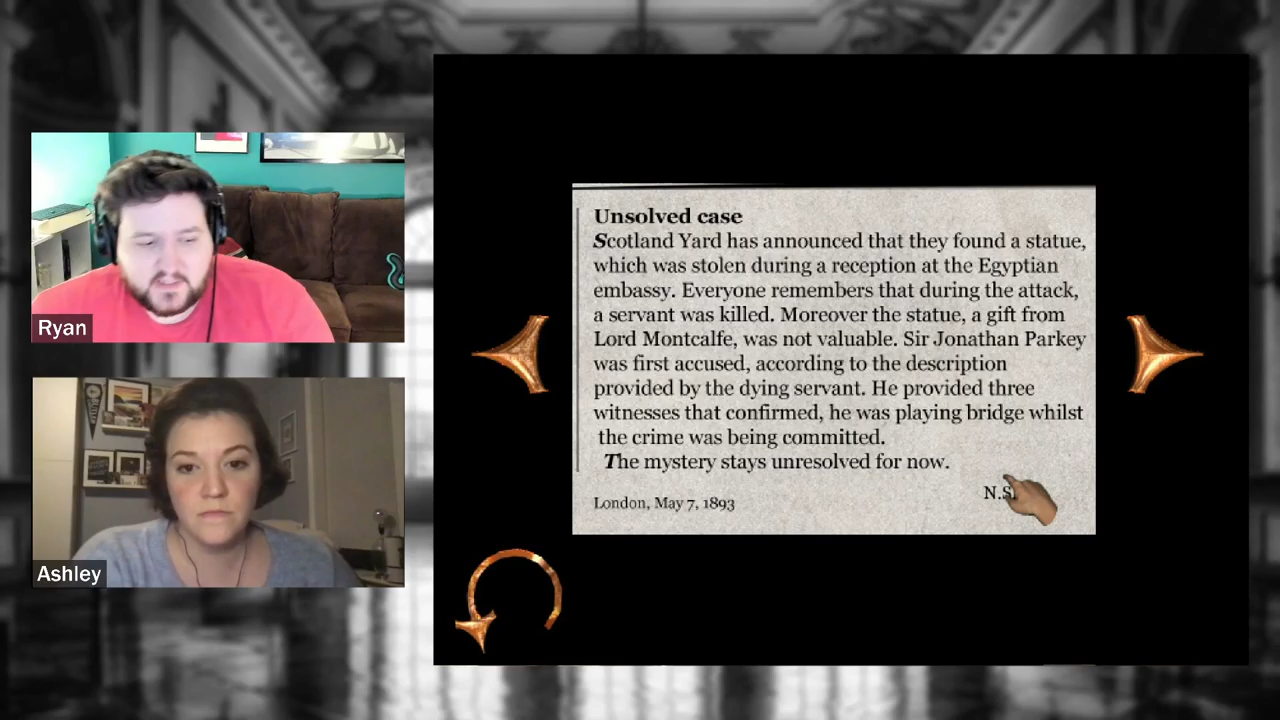 Unsolved case
Scotland Yard has announced that they found a statue,
which was stolen during a reception at the Egyptian
embassy. Everyone remembers that during the attack,
a servant was killed. Moreover the statue, a gift from
Lord Montcalfe, was not valuable. Sir Jonathan Parkey
was first accused, according to the description
provided by the dying servant. He provided three
witnesses that confirmed, he was playing bridge whilst
the crime was being committed.
The mystery stays unresolved for now.
N.S.
London, May 7, 1893
Ryan
Ashley